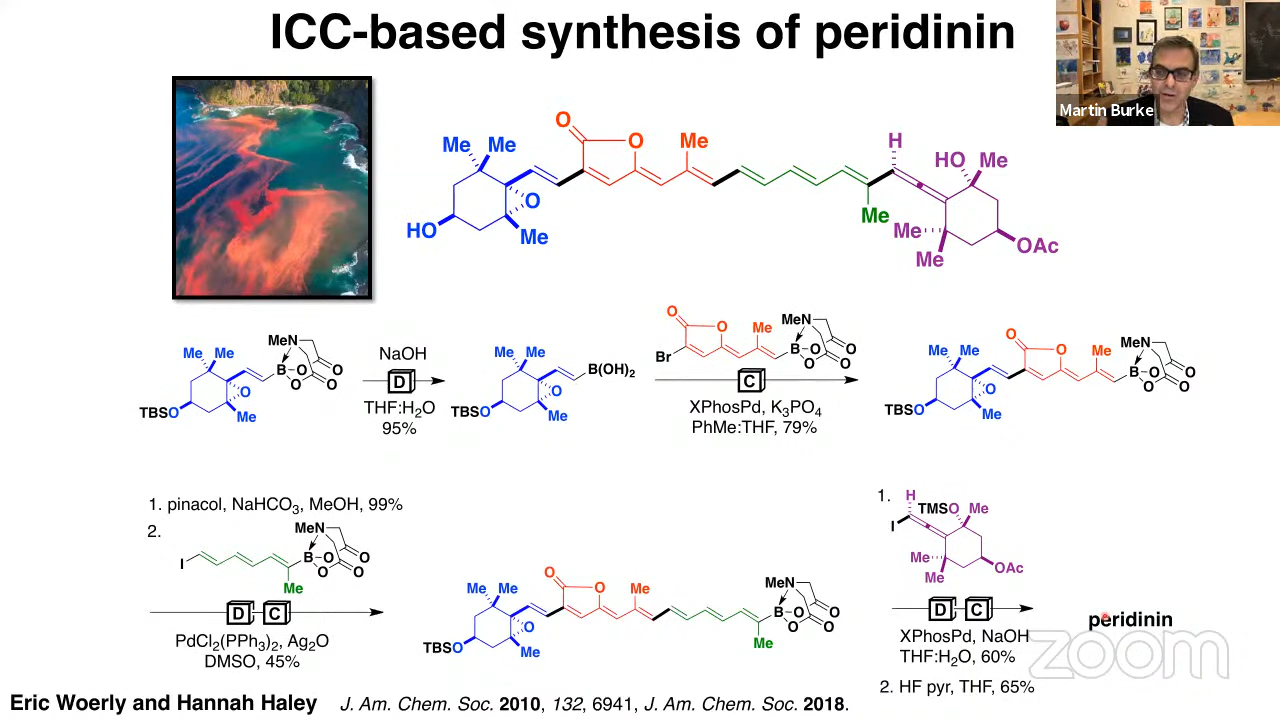 ICC-based synthesis of peridinin
Martin Burke
O
O
Me
Me
Me
H
HO
Me
O
HO
Me
Me
Me
Me
OAc
Me
Me
MeN
B
O
O
O
O
O
TBSO
Me
NaOH
D
THF:H₂O
95%
Me
Me
B(OH)₂
O
TBSO
Me
O
O
Me
MeN
Br
B
O
O
O
O
C
XPhosPd, K₃PO₄
PhMe:THF, 79%
Me
Me
O
O
Me
MeN
B
O
O
O
O
O
TBSO
Me
1. pinacol, NaHCO₃, MeOH, 99%
2.
I
MeN
B
O
O
O
O
Me
D C
PdCl₂(PPh₃)₂, Ag₂O
DMSO, 45%
Me
Me
O
O
Me
MeN
B
O
O
O
O
O
TBSO
Me
Me
1.
H
TMSO
Me
I
Me
Me
OAc
D C
XPhosPd, NaOH
THF:H₂O, 60%
2. HF pyr, THF, 65%
peridinin
zoom
Eric Woerly and Hannah Haley J. Am. Chem. Soc. 2010, 132, 6941, J. Am. Chem. Soc. 2018.